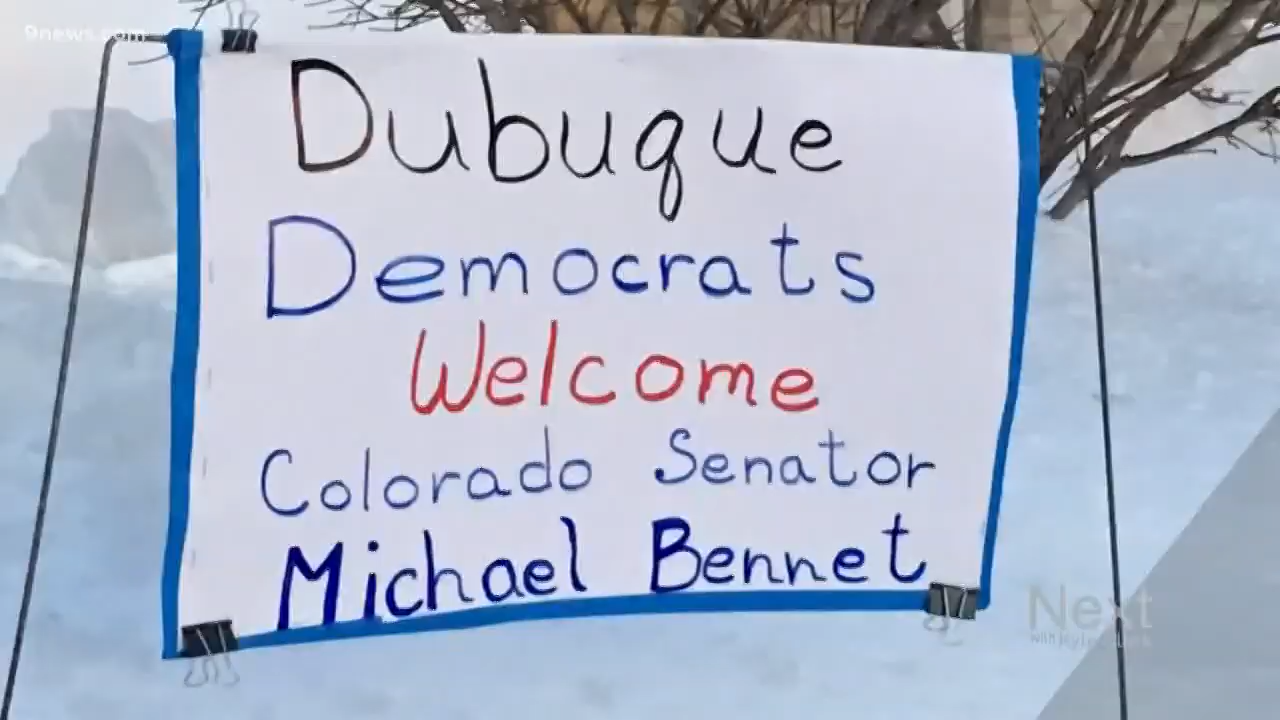 9news.com
Dubuque
Democrats
Welcome
Colorado Senator
Michael Bennet
Next